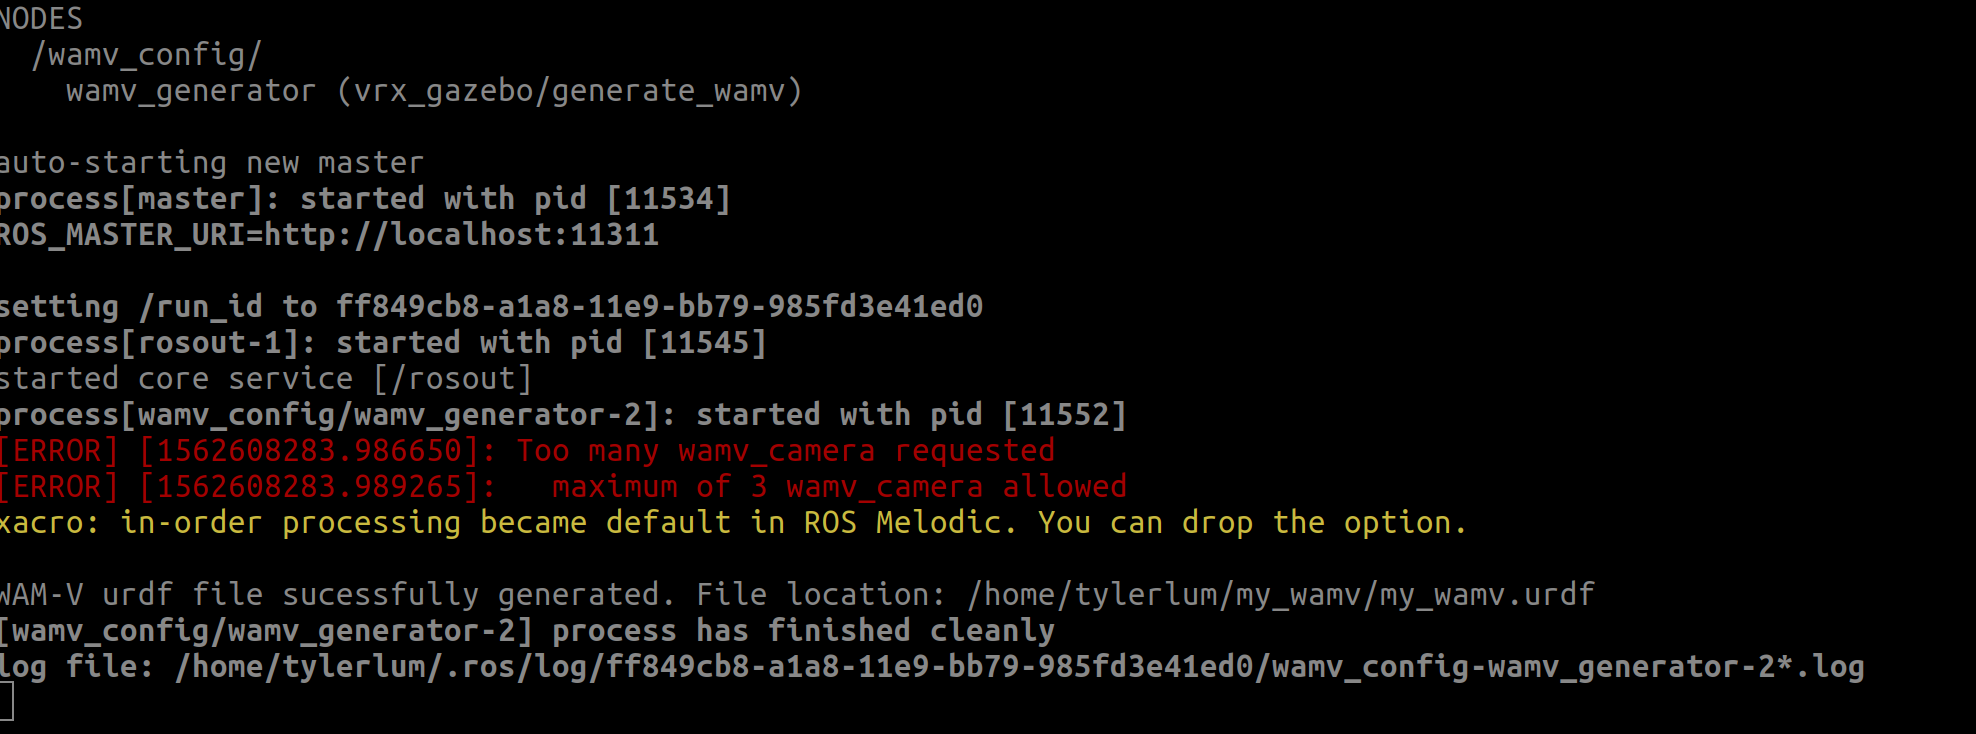 NODES
/wamv_config/
wamv_generator (vrx_gazebo/generate_wamv)
auto-starting new master
process[master]: started with pid [11534]
ROS_MASTER_URI=http://localhost:11311
setting /run_id to ff849cb8-a1a8-11e9-bb79-985fd3e41ed0
process[rosout-1]: started with pid [11545]
started core service [/rosout]
process[wamv_config/wamv_generator-2]: started with pid [11552]
[ERROR] [1562608283.986650]: Too many wamv_camera requested
[ERROR] [1562608283.989265]:   maximum of 3 wamv_camera allowed
xacro: in-order processing became default in ROS Melodic. You can drop the option.
WAM-V urdf file sucessfully generated. File location: /home/tylerlum/my_wamv/my_wamv.urdf
[wamv_config/wamv_generator-2] process has finished cleanly
log file: /home/tylerlum/.ros/log/ff849cb8-a1a8-11e9-bb79-985fd3e41ed0/wamv_config-wamv_generator-2*.log